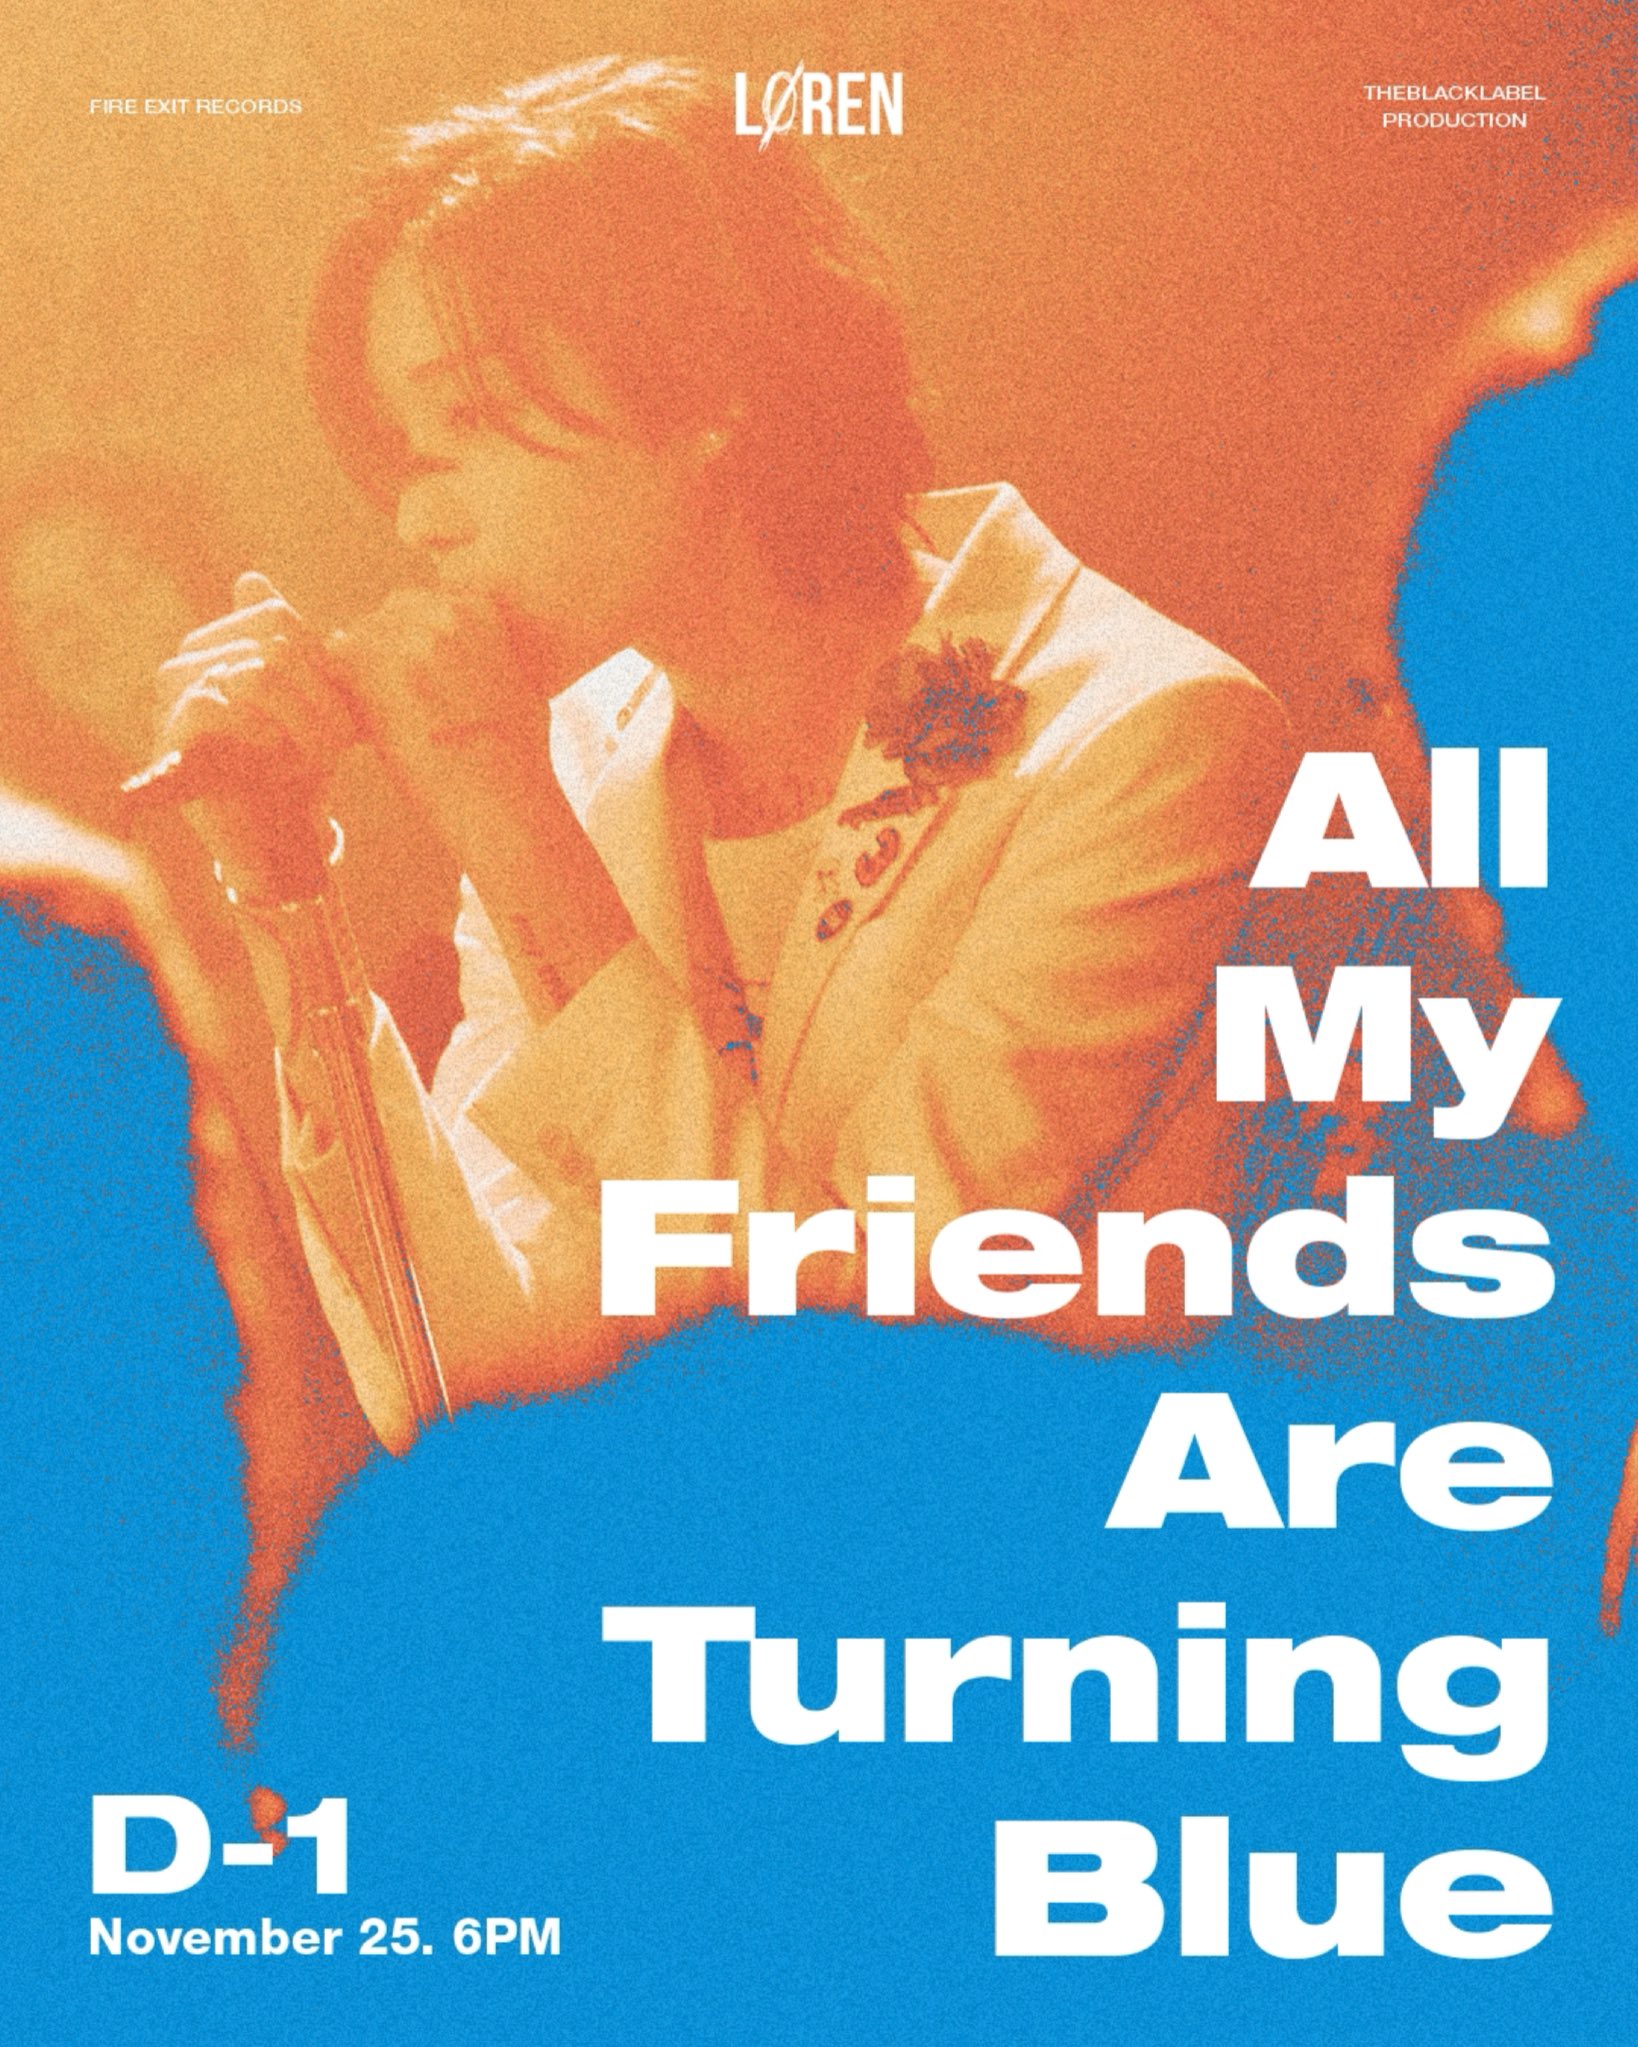 FIRE EXIT RECORDS
LØREN
THEBLACKLABEL
PRODUCTION
All
My
Friends
Are
Turning
Blue
D-1
November 25. 6PM